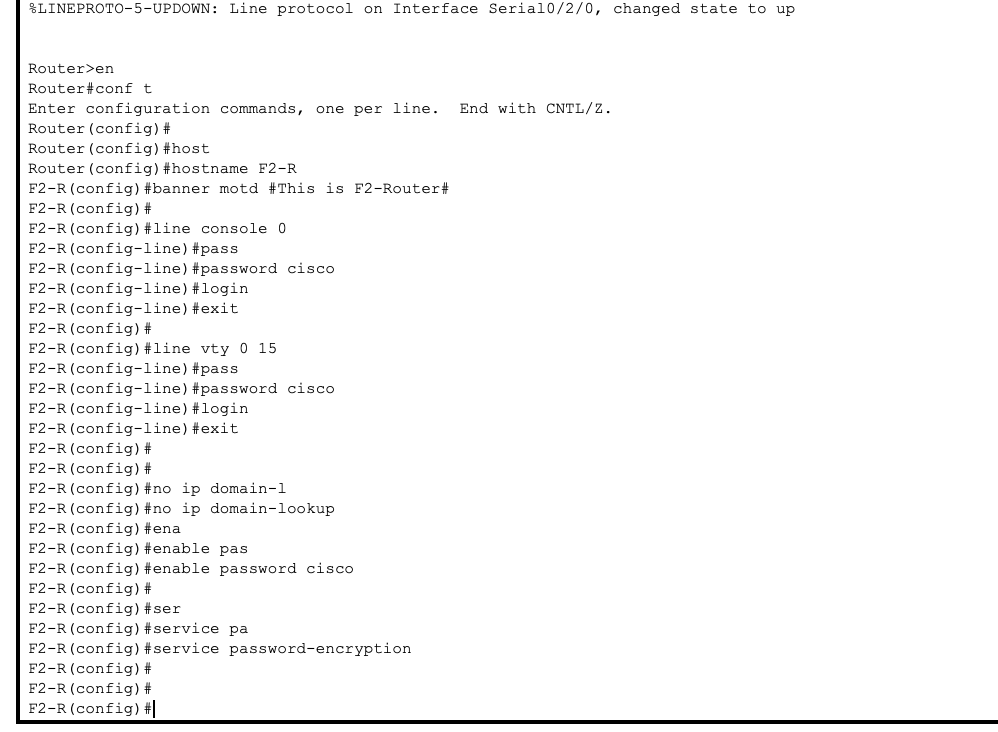 %LINEPROTO-5-UPDOWN: Line protocol on Interface Serial0/2/0, changed state to up
Router>en
Router#conf t
Enter configuration commands, one per line.  End with CNTL/Z.
Router(config)#
Router(config)#host
Router(config)#hostname F2-R
F2-R(config)#banner motd #This is F2-Router#
F2-R(config)#
F2-R(config)#line console 0
F2-R(config-line)#pass
F2-R(config-line)#password cisco
F2-R(config-line)#login
F2-R(config-line)#exit
F2-R(config)#
F2-R(config)#line vty 0 15
F2-R(config-line)#pass
F2-R(config-line)#password cisco
F2-R(config-line)#login
F2-R(config-line)#exit
F2-R(config)#
F2-R(config)#
F2-R(config)#no ip domain-l
F2-R(config)#no ip domain-lookup
F2-R(config)#ena
F2-R(config)#enable pas
F2-R(config)#enable password cisco
F2-R(config)#
F2-R(config)#ser
F2-R(config)#service pa
F2-R(config)#service password-encryption
F2-R(config)#
F2-R(config)#
F2-R(config)#